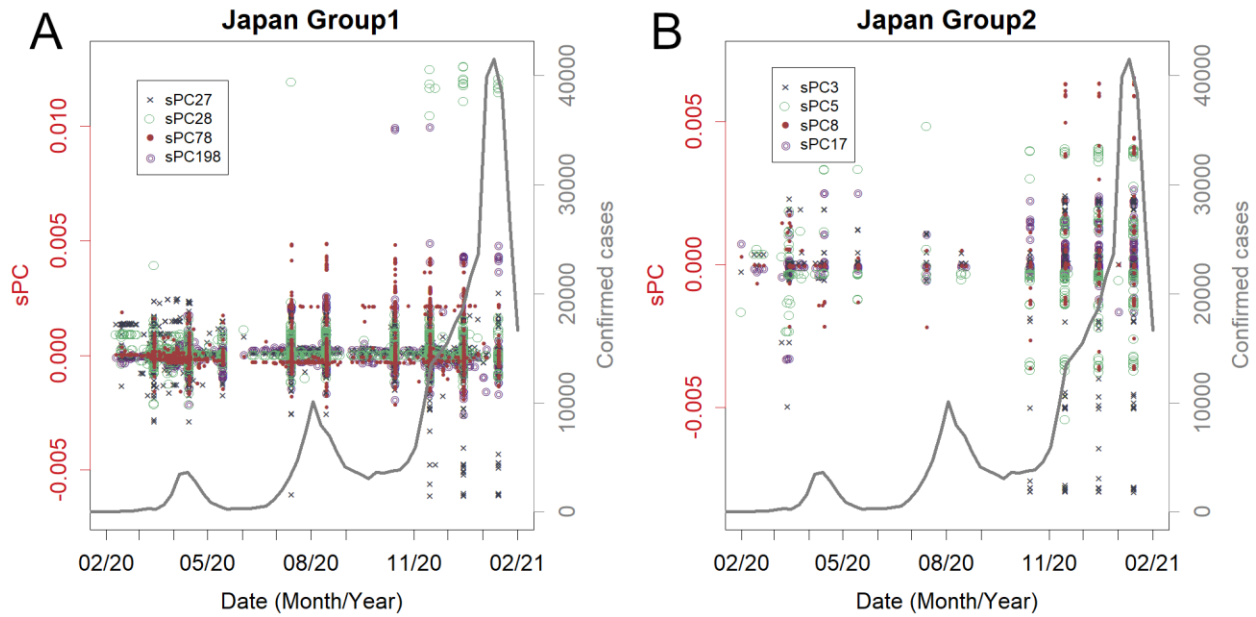 A
Japan Group1
sPC27
sPC28
sPC78
sPC198
sPC
0.010
0.005
0.000
-0.005
Confirmed cases
40000
30000
20000
10000
0
02/20 05/20 08/20 11/20 02/21
Date (Month/Year)
B
Japan Group2
sPC3
sPC5
sPC8
sPC17
sPC
0.005
0.000
-0.005
Confirmed cases
40000
30000
20000
10000
0
02/20 05/20 08/20 11/20 02/21
Date (Month/Year)